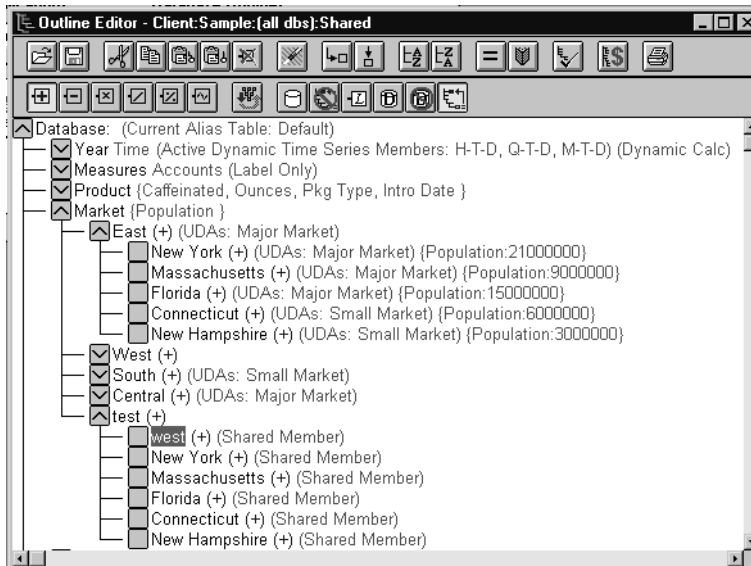 Outline Editor - Client:Sample:(all dbs):Shared
Database: (Current Alias Table: Default)
Year Time (Active Dynamic Time Series Members: H-T-D, Q-T-D, M-T-D) (Dynamic Calc)
Measures Accounts (Label Only)
Product {Caffeinated, Ounces, Pkg Type, Intro Date }
Market {Population }
East (+) (UDAs: Major Market)
New York (+) (UDAs: Major Market) {Population:21000000}
Massachusetts (+) (UDAs: Major Market) {Population:9000000}
Florida (+) (UDAs: Major Market) {Population:15000000}
Connecticut (+) (UDAs: Small Market) {Population:6000000}
New Hampshire (+) (UDAs: Small Market) {Population:3000000}
West (+)
South (+) (UDAs: Small Market)
Central (+) (UDAs: Major Market)
test (+)
west (+) (Shared Member)
New York (+) (Shared Member)
Massachusetts (+) (Shared Member)
Florida (+) (Shared Member)
Connecticut (+) (Shared Member)
New Hampshire (+) (Shared Member)